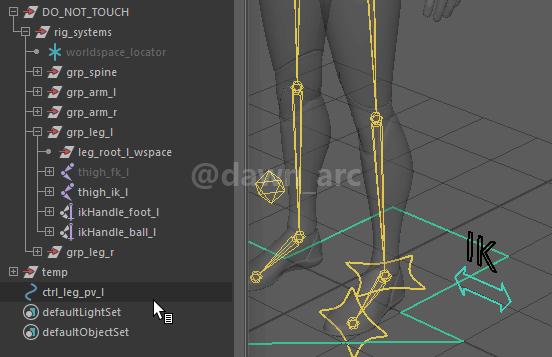 DO_NOT_TOUCH
rig_systems
worldspace_locator
grp_spine
grp_arm_l
grp_arm_r
grp_leg_l
leg_root_l_wspace
thigh_fk_l
thigh_ik_l
ikHandle_foot_l
ikHandle_ball_l
grp_leg_r
temp
ctrl_leg_pv_l
defaultLightSet
defaultObjectSet
@dawn_arc
IK